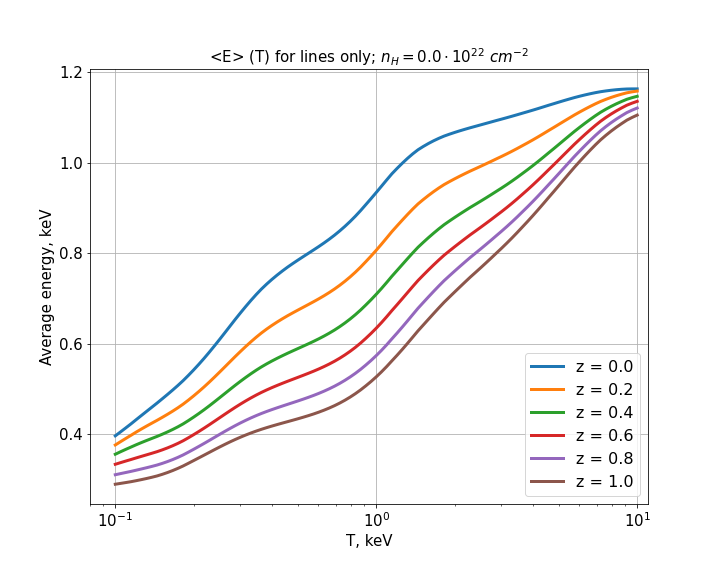 <E> (T) for lines only; n_H = 0.0 · 10^22 cm^−2
1.2
1.0
0.8
0.6
0.4
Average energy, keV
z = 0.0
z = 0.2
z = 0.4
z = 0.6
z = 0.8
z = 1.0
10^−1
10^0
10^1
T, keV